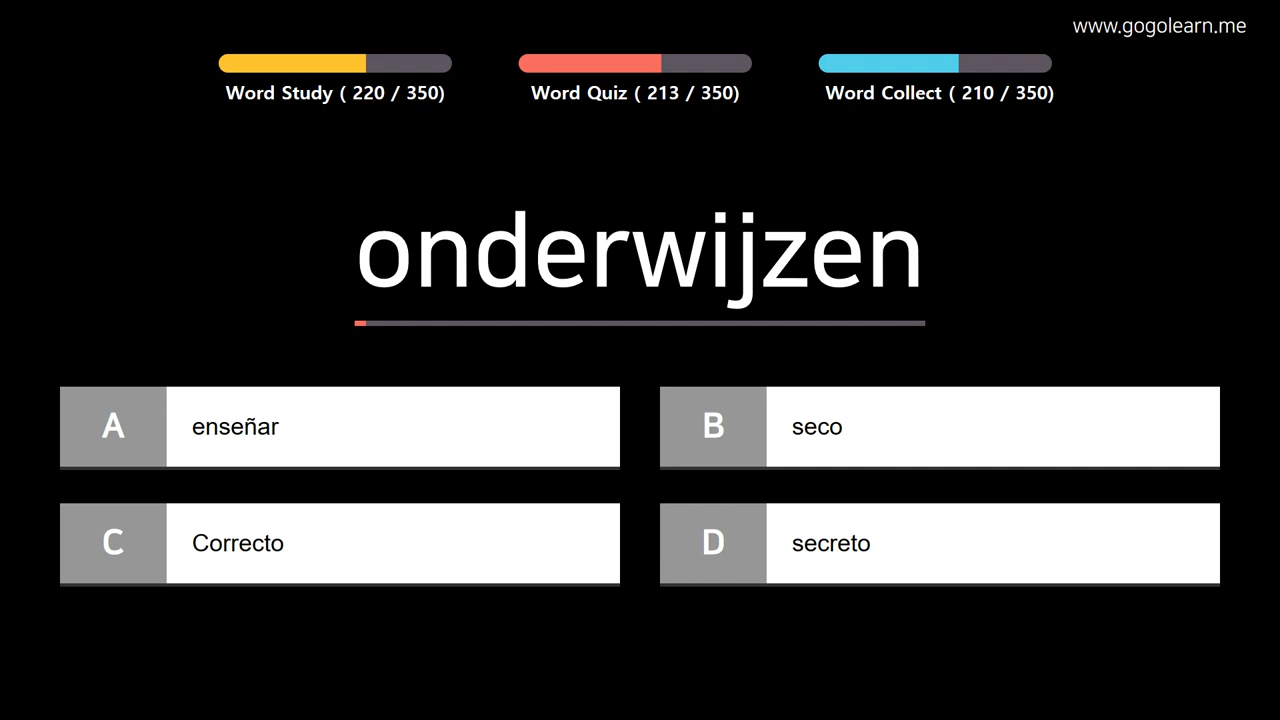 www.gogolearn.me
Word Study ( 220 / 350)
Word Quiz ( 213 / 350)
Word Collect ( 210 / 350)
onderwijzen
A enseñar
B seco
C Correcto
D secreto